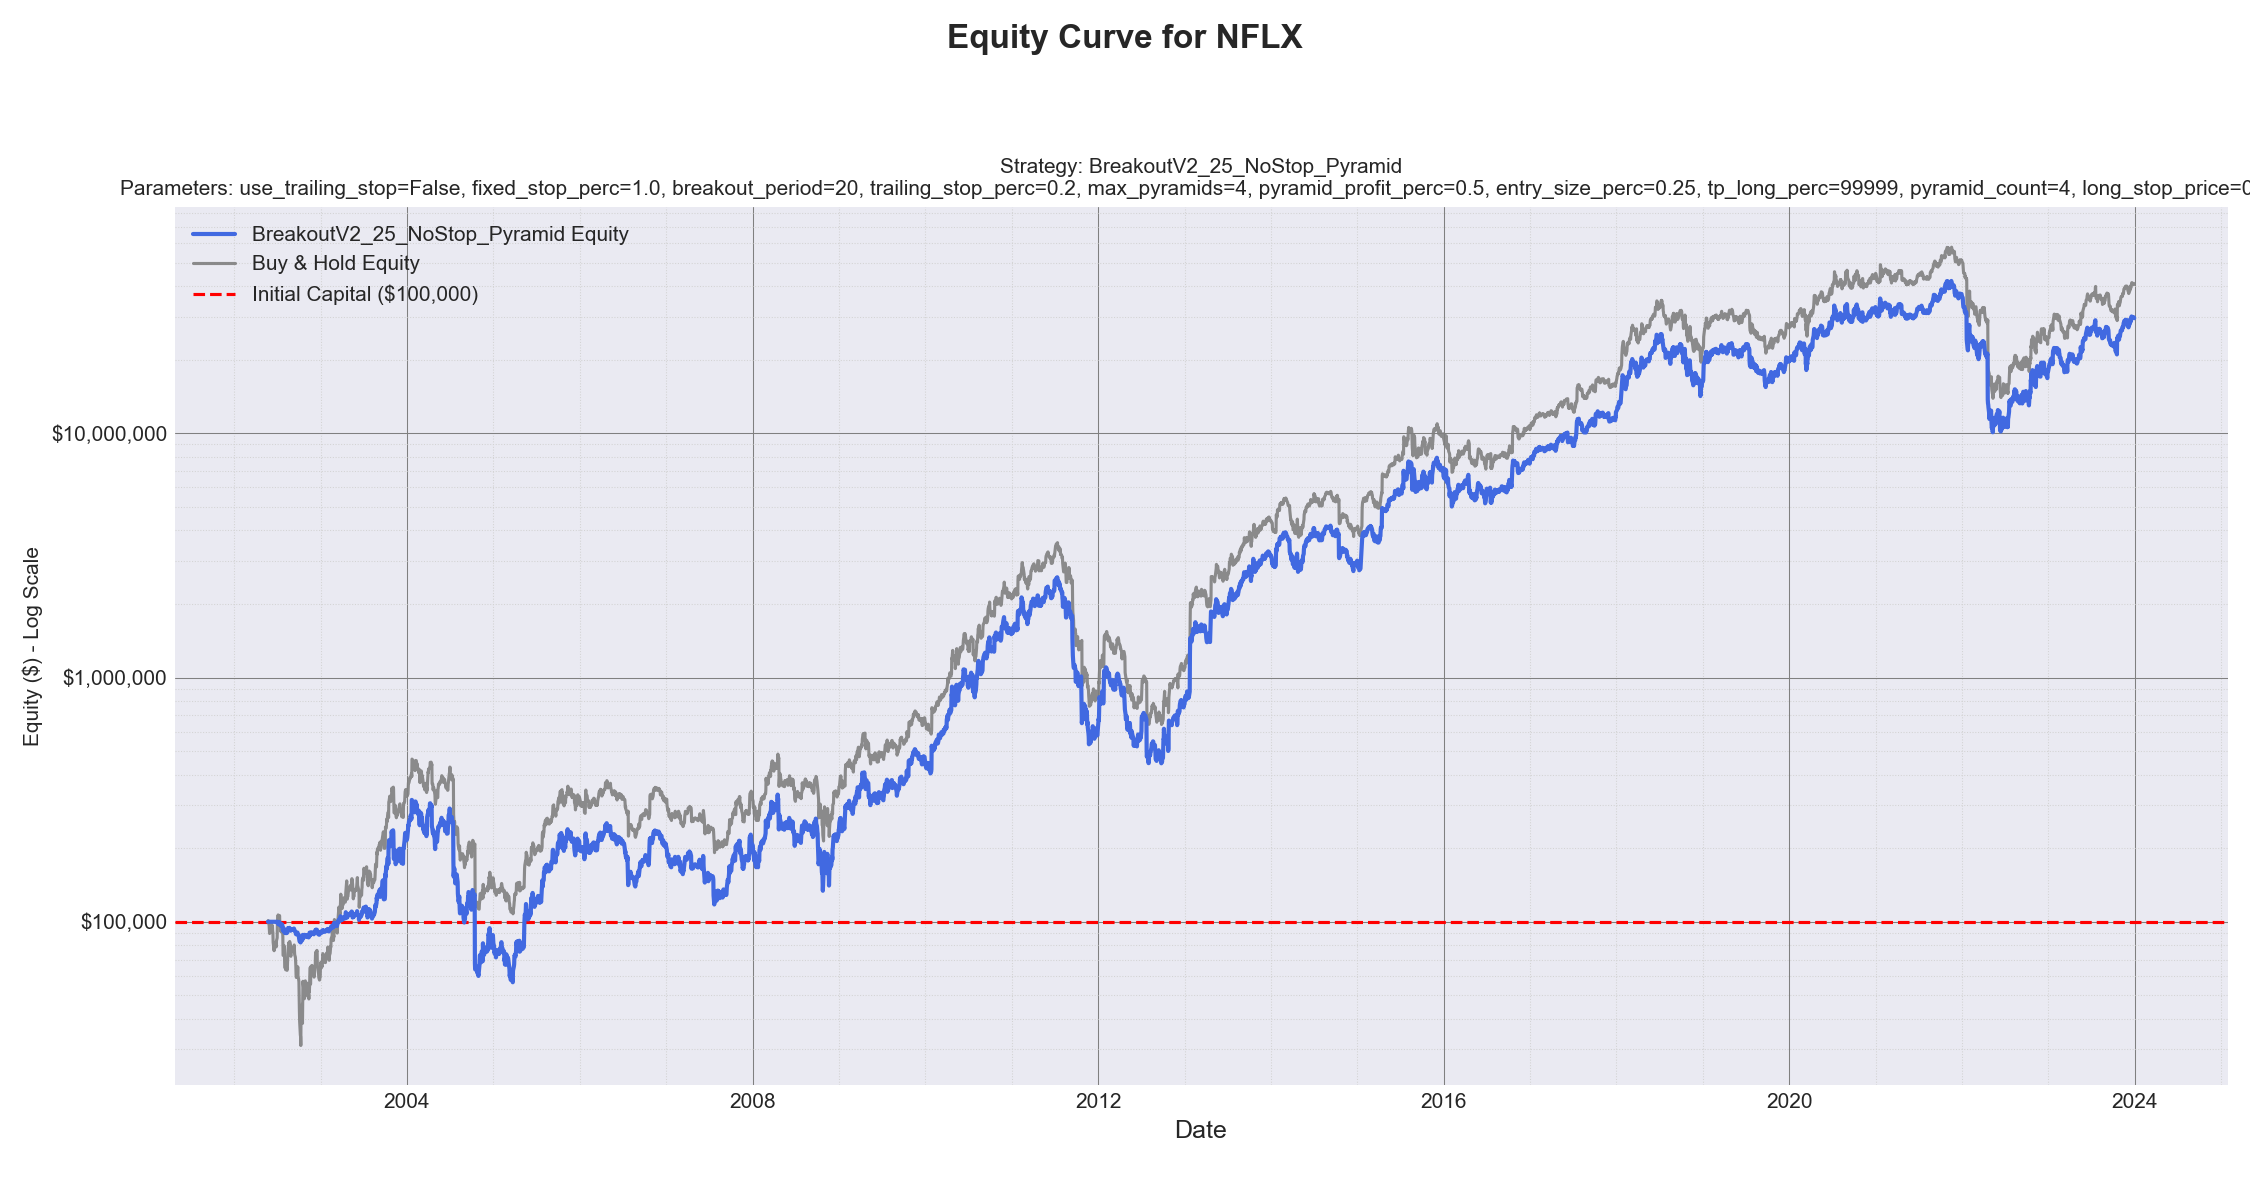 Equity Curve for NFLX
Strategy: BreakoutV2_25_NoStop_Pyramid
Parameters: use_trailing_stop=False, fixed_stop_perc=1.0, breakout_period=20, trailing_stop_perc=0.2, max_pyramids=4, pyramid_profit_perc=0.5, entry_size_perc=0.25, tp_long_perc=99999, pyramid_count=4, long_stop_price=0
BreakoutV2_25_NoStop_Pyramid Equity
Buy & Hold Equity
Initial Capital ($100,000)
$10,000,000
$1,000,000
$100,000
Equity ($) - Log Scale
2004
2008
2012
2016
2020
2024
Date